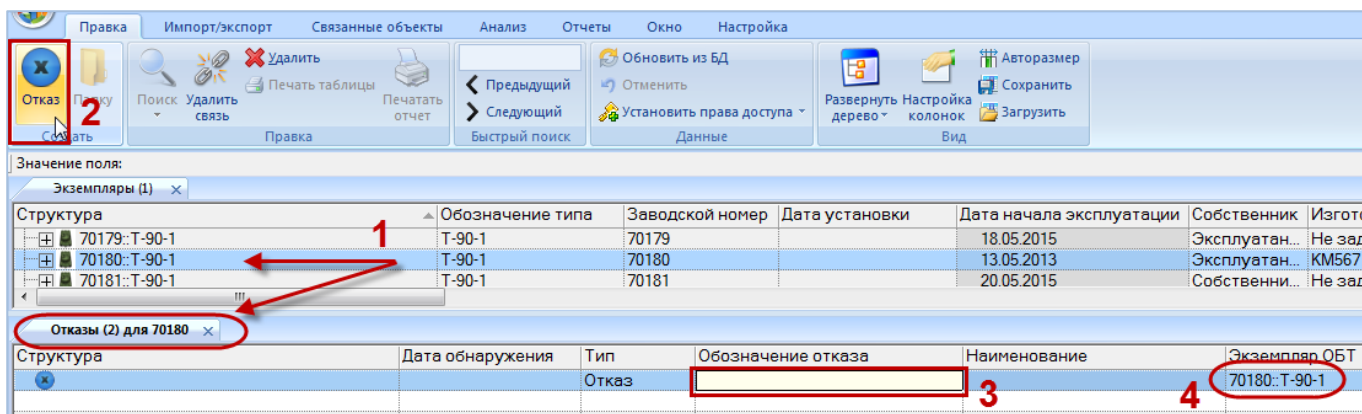 Правка Импорт/экспорт Связанные объекты Анализ Отчеты Окно Настройка
Отказ Папку Поиск Удалить связь Удалить Печать таблицы Печатать отчет
Предыдущий Следующий
Обновить из БД Отменить Установить права доступа
Развернуть дерево Настройка колонок Авторазмер Сохранить Загрузить
2
Создать Правка Быстрый поиск Данные Вид
Значение поля:
Экземпляры (1) x
Структура Обозначение типа Заводской номер Дата установки Дата начала эксплуатации Собственник Изгот
70179::Т-90-1 Т-90-1 70179 18.05.2015 Эксплуатан... Не зад
1
70180::Т-90-1 Т-90-1 70180 13.05.2013 Эксплуатан... КМ567
70181::Т-90-1 Т-90-1 70181 20.05.2015 Собственни... Не зад
Отказы (2) для 70180 x
Структура Дата обнаружения Тип Обозначение отказа Наименование Экземпляр ОБТ
Отказ 3 4 70180::Т-90-1